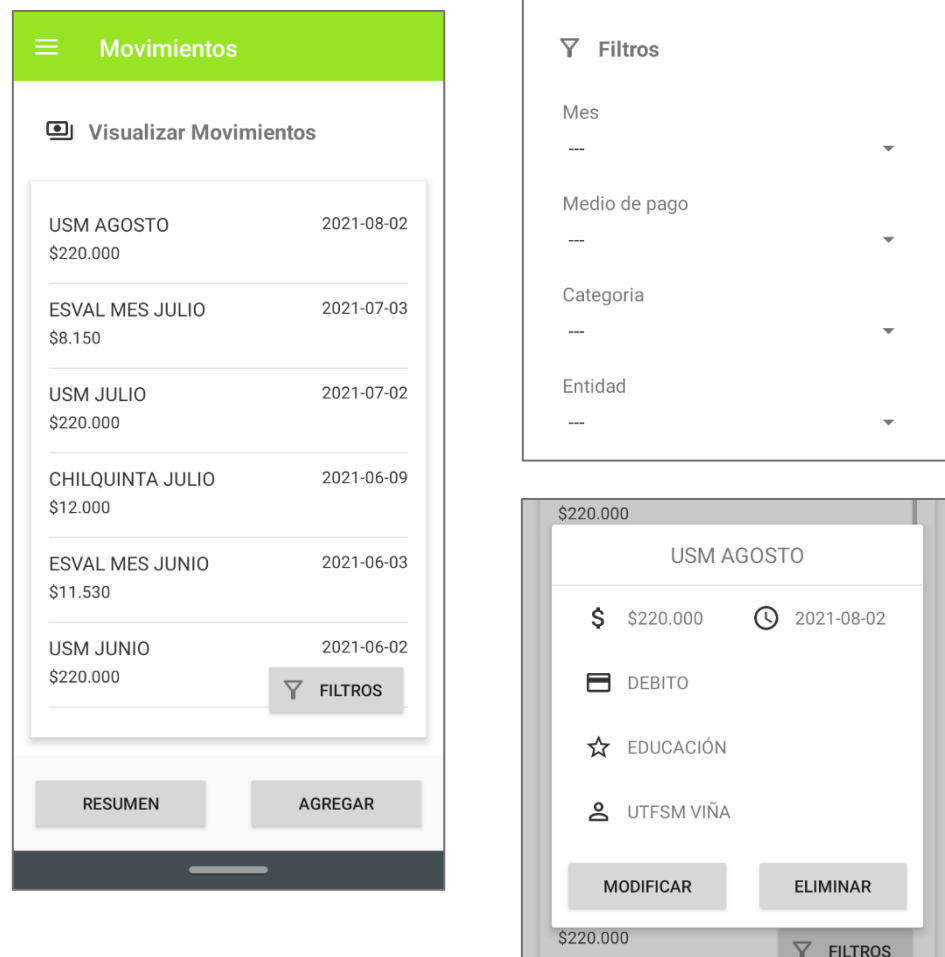 Movimientos
Visualizar Movimientos
USM AGOSTO 2021-08-02
$220.000
ESVAL MES JULIO 2021-07-03
$8.150
USM JULIO 2021-07-02
$220.000
CHILQUINTA JULIO 2021-06-09
$12.000
ESVAL MES JUNIO 2021-06-03
$11.530
USM JUNIO 2021-06-02
$220.000
FILTROS
RESUMEN AGREGAR
Filtros
Mes
---
Medio de pago
---
Categoria
---
Entidad
---
$220.000
USM AGOSTO
$220.000 2021-08-02
DEBITO
EDUCACIÓN
UTFSM VIÑA
MODIFICAR ELIMINAR
$220.000
FILTROS